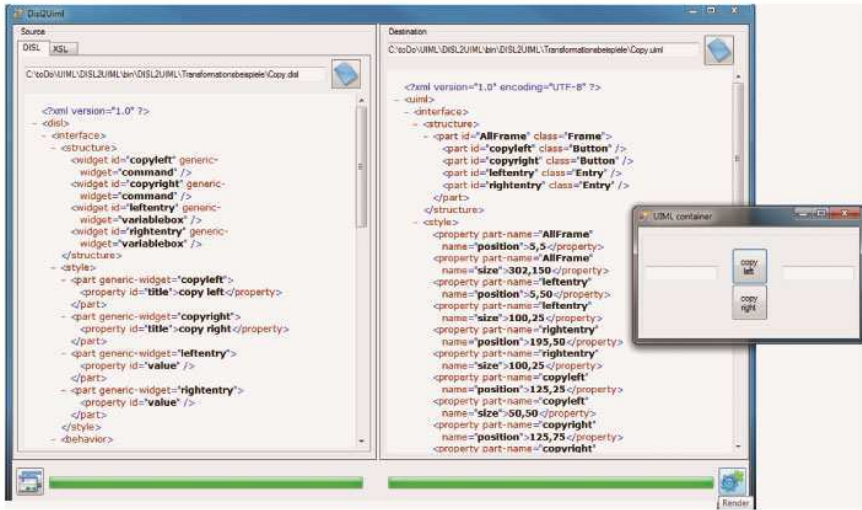 Disl2Uiml
Source
DISL XSL
C:\toDo\UIML\DISL2UIML\bin\DISL2UIML\Transformationsbeispiele\Copy.disl
<?xml version="1.0" ?>
- <disl>
- <interface>
- <structure>
<widget id="copyleft" generic-
widget="command" />
<widget id="copyright" generic-
widget="command" />
<widget id="leftentry" generic-
widget="variablebox" />
<widget id="rightentry" generic-
widget="variablebox" />
</structure>
- <style>
- <part generic-widget="copyleft">
<property id="title">copy left</property>
</part>
- <part generic-widget="copyright">
<property id="title">copy right</property>
</part>
- <part generic-widget="leftentry">
<property id="value" />
</part>
- <part generic-widget="rightentry">
<property id="value" />
</part>
</style>
- <behavior>
Destination
C:\toDo\UIML\DISL2UIML\bin\DISL2UIML\Transformationsbeispiele\Copy.uiml
<?xml version="1.0" encoding="UTF-8" ?>
- <uiml>
- <interface>
- <structure>
- <part id="AllFrame" class="Frame">
<part id="copyleft" class="Button" />
<part id="copyright" class="Button" />
<part id="leftentry" class="Entry" />
<part id="rightentry" class="Entry" />
</part>
</structure>
- <style>
<property part-name="AllFrame"
name="position">5,5</property>
<property part-name="AllFrame"
name="size">302,150</property>
<property part-name="leftentry"
name="position">5,50</property>
<property part-name="leftentry"
name="size">100,25</property>
<property part-name="rightentry"
name="position">195,50</property>
<property part-name="rightentry"
name="size">100,25</property>
<property part-name="copyleft"
name="position">125,25</property>
<property part-name="copyleft"
name="size">50,50</property>
<property part-name="copyright"
name="position">125,75</property>
<property part-name="copyright"
UIML container
copy
left
copy
right
Render